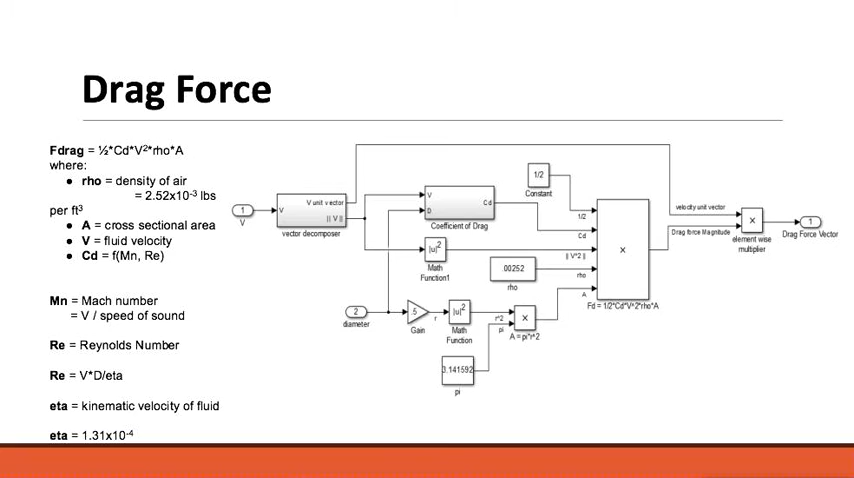 Drag Force
Fdrag = ½*Cd*V²*rho*A
where:
• rho = density of air
= 2.52x10⁻³ lbs
per ft³
• A = cross sectional area
• V = fluid velocity
• Cd = f(Mn, Re)
Mn = Mach number
= V / speed of sound
Re = Reynolds Number
Re = V*D/eta
eta = kinematic velocity of fluid
eta = 1.31x10⁻⁴
1
V
V
V unit vector
|| V ||
vector decomposer
V
D
Cd
Coefficient of Drag
|u|²
Math
Function1
1/2
Constant
.00252
rho
2
diameter
.5
Gain
r
|u|²
Math
Function
r^2
pi
X
A = pi*r^2
3.141592
pi
1/2
Cd
|| V^2 ||
rho
A
X
Fd = 1/2*Cd*V^2*rho*A
velocity unit vector
Drag force Magnitude
X
element wise
multiplier
1
Drag Force Vector